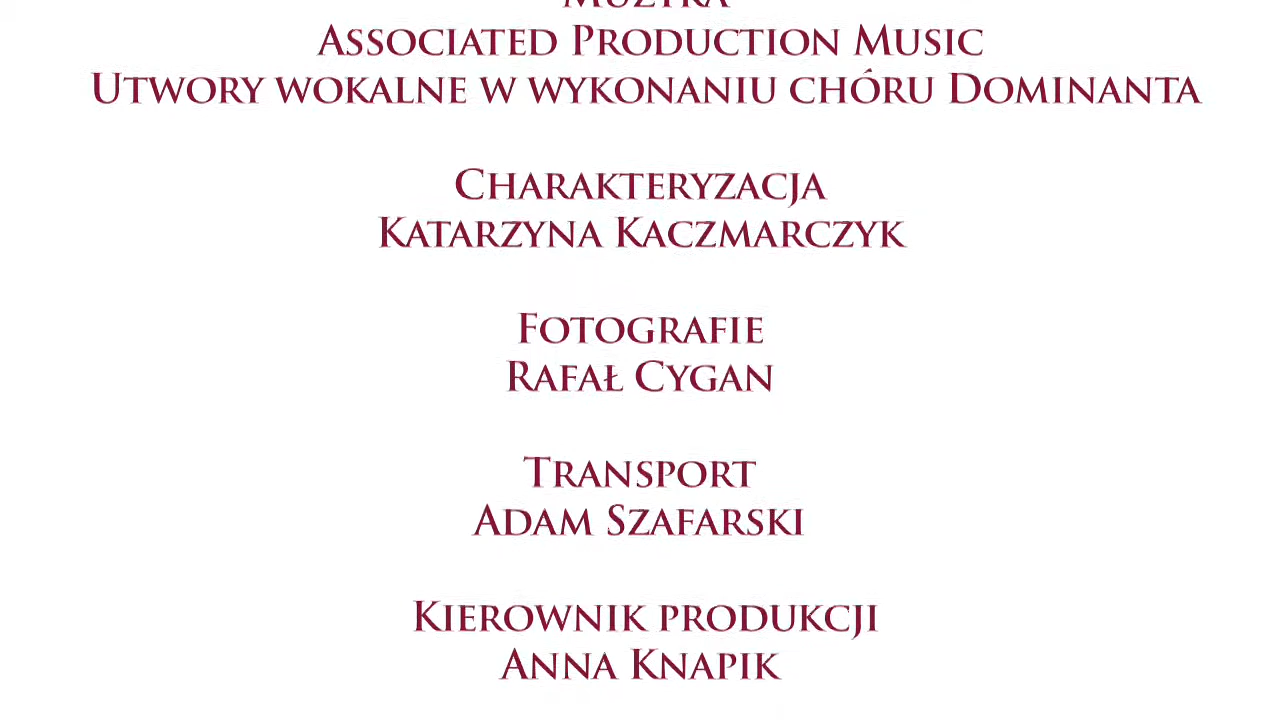 Muzyka
Associated Production Music
Utwory wokalne w wykonaniu chóru Dominanta
Charakteryzacja
Katarzyna Kaczmarczyk
Fotografie
Rafał Cygan
Transport
Adam Szafarski
Kierownik produkcji
Anna Knapik